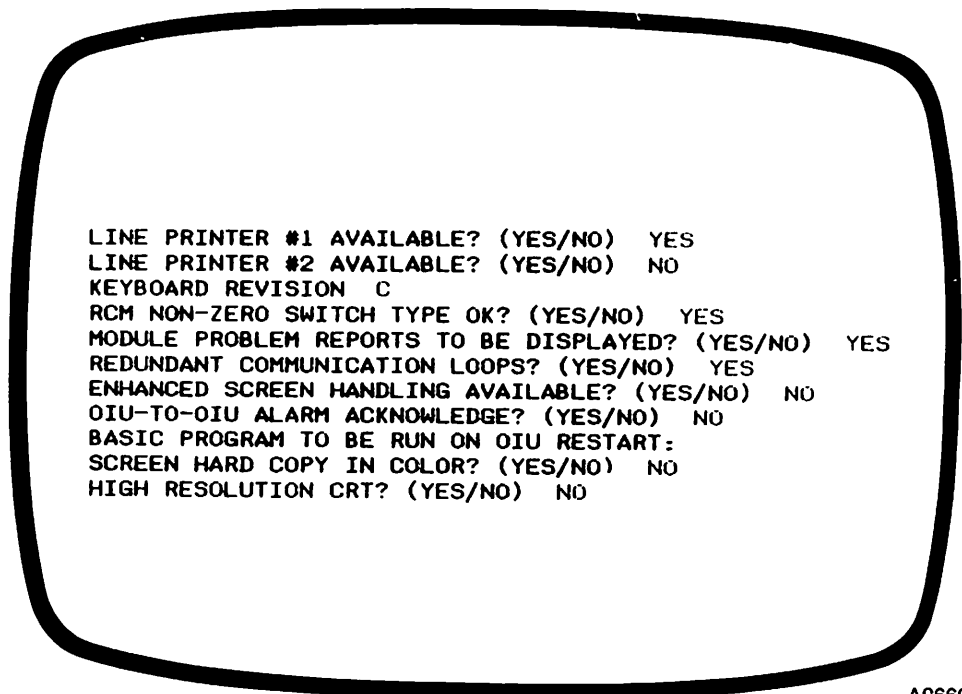 LINE PRINTER #1 AVAILABLE? (YES/NO) YES
LINE PRINTER #2 AVAILABLE? (YES/NO) NO
KEYBOARD REVISION C
RCM NON-ZERO SWITCH TYPE OK? (YES/NO) YES
MODULE PROBLEM REPORTS TO BE DISPLAYED? (YES/NO) YES
REDUNDANT COMMUNICATION LOOPS? (YES/NO) YES
ENHANCED SCREEN HANDLING AVAILABLE? (YES/NO) NO
OIU-TO-OIU ALARM ACKNOWLEDGE? (YES/NO) NO
BASIC PROGRAM TO BE RUN ON OIU RESTART:
SCREEN HARD COPY IN COLOR? (YES/NO) NO
HIGH RESOLUTION CRT? (YES/NO) NO